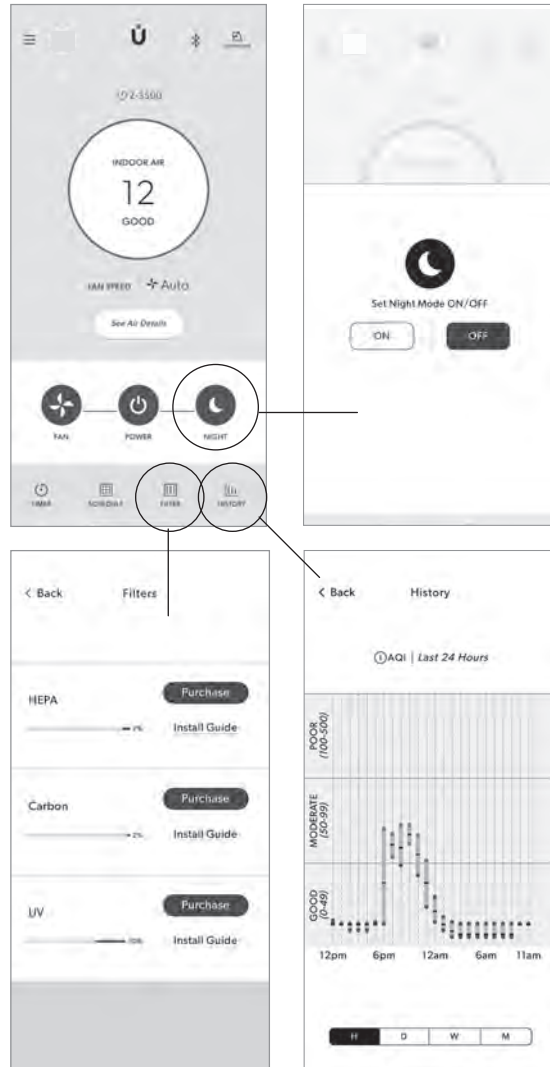 Ü
INDOOR AIR
12
GOOD
FAN SPEED Auto
See Air Details
FAN
POWER
NIGHT
TIMER
SCHEDULE
FILTER
HISTORY
Set Night Mode ON/OFF
ON
OFF
< Back Filters
HEPA
Purchase
Install Guide
Carbon
Purchase
2%
Install Guide
UV
Purchase
10%
Install Guide
< Back History
AQI | Last 24 Hours
POOR
(100-500)
MODERATE
(50-99)
GOOD
(0-49)
12pm 6pm 12am 6am 11am
H D W M